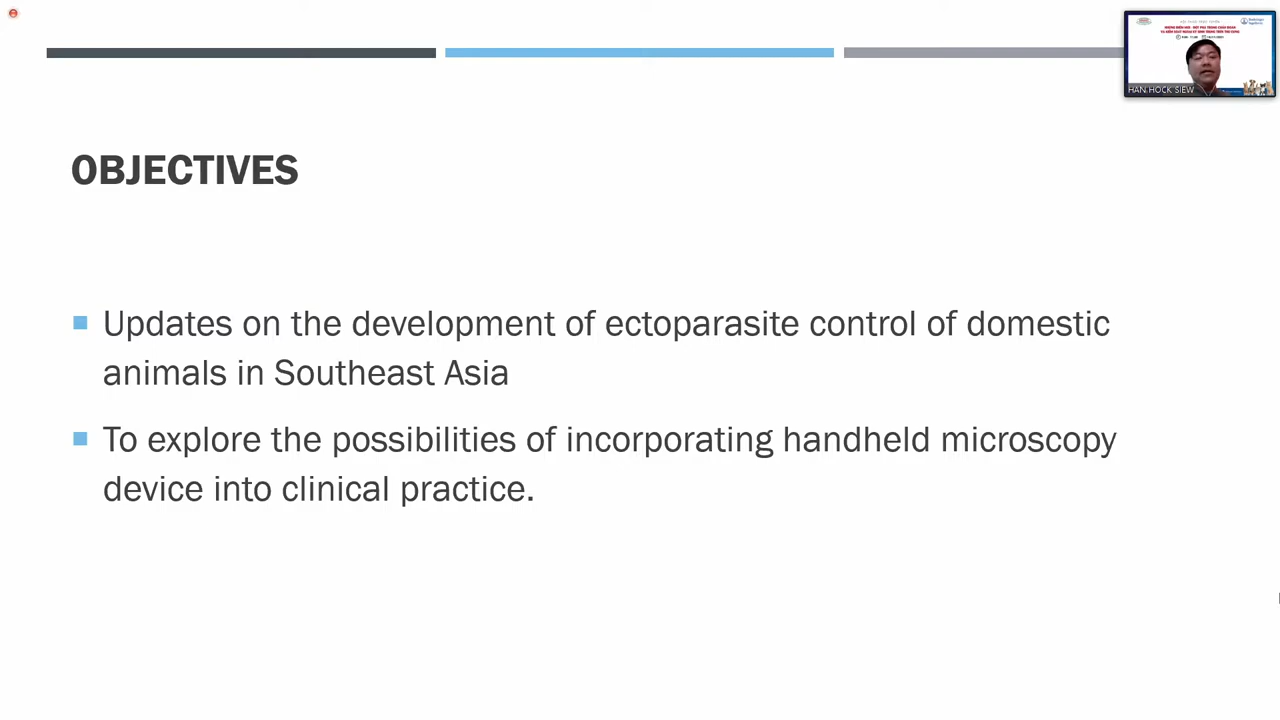 OBJECTIVES
Updates on the development of ectoparasite control of domestic
animals in Southeast Asia
To explore the possibilities of incorporating handheld microscopy
device into clinical practice.
HAN HOCK SIEW